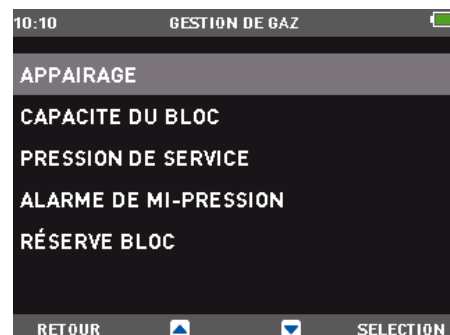 10:10 GESTION DE GAZ
APPAIRAGE
CAPACITE DU BLOC
PRESSION DE SERVICE
ALARME DE MI-PRESSION
RÉSERVE BLOC
RETOUR SELECTION